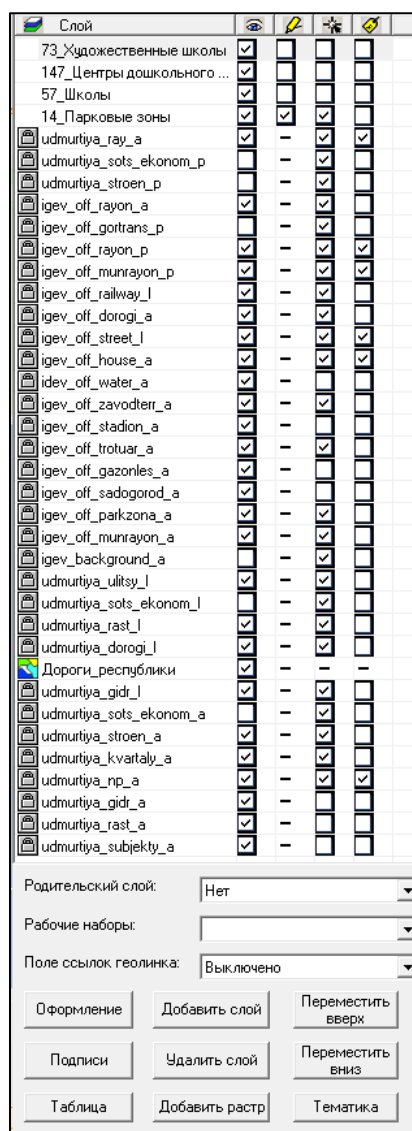 Слой
73_Художественные школы
147_Центры дошкольного ...
57_Школы
14_Парковые зоны
udmurtiya_ray_a
udmurtiya_sots_ekonom_p
udmurtiya_stroen_p
igev_off_rayon_a
igev_off_gortrans_p
igev_off_rayon_p
igev_off_munrayon_p
igev_off_railway_l
igev_off_dorogi_a
igev_off_street_l
igev_off_house_a
idev_off_water_a
igev_off_zavodterr_a
igev_off_stadion_a
igev_off_trotuar_a
igev_off_gazonles_a
igev_off_sadogorod_a
igev_off_parkzona_a
igev_off_munrayon_a
igev_background_a
udmurtiya_ulitsy_l
udmurtiya_sots_ekonom_l
udmurtiya_rast_l
udmurtiya_dorogi_l
Дороги_республики
udmurtiya_gidr_l
udmurtiya_sots_ekonom_a
udmurtiya_stroen_a
udmurtiya_kvartaly_a
udmurtiya_np_a
udmurtiya_gidr_a
udmurtiya_rast_a
udmurtiya_subjekty_a
Родительский слой: Нет
Рабочие наборы:
Поле ссылок геолинка: Выключено
Оформление Добавить слой Переместить
вверх
Подписи Удалить слой Переместить
вниз
Таблица Добавить растр Тематика